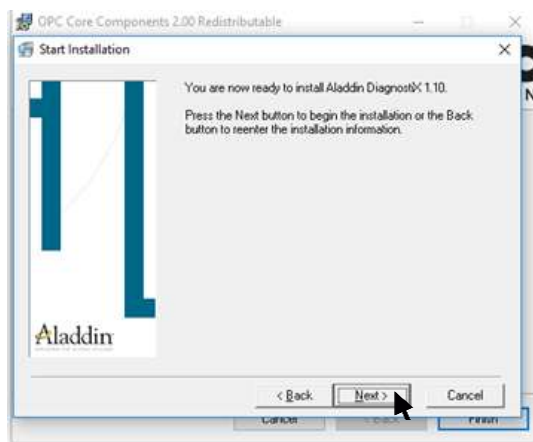 OPC Core Components 2.00 Redistributable
Start Installation
You are now ready to install Aladdin DiagnostiX 1.10.
Press the Next button to begin the installation or the Back
button to reenter the installation information.
Aladdin
< Back
Next >
Cancel
Cancel
< Back
Finish